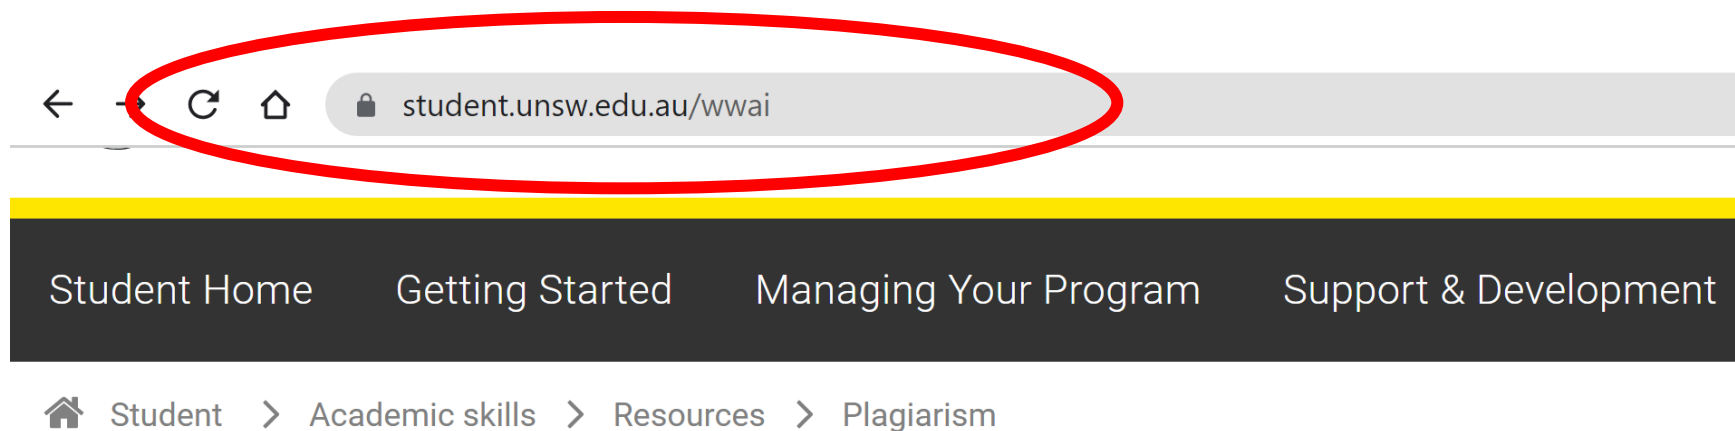 student.unsw.edu.au/wwai
Student Home Getting Started Managing Your Program Support & Development
Student > Academic skills > Resources > Plagiarism